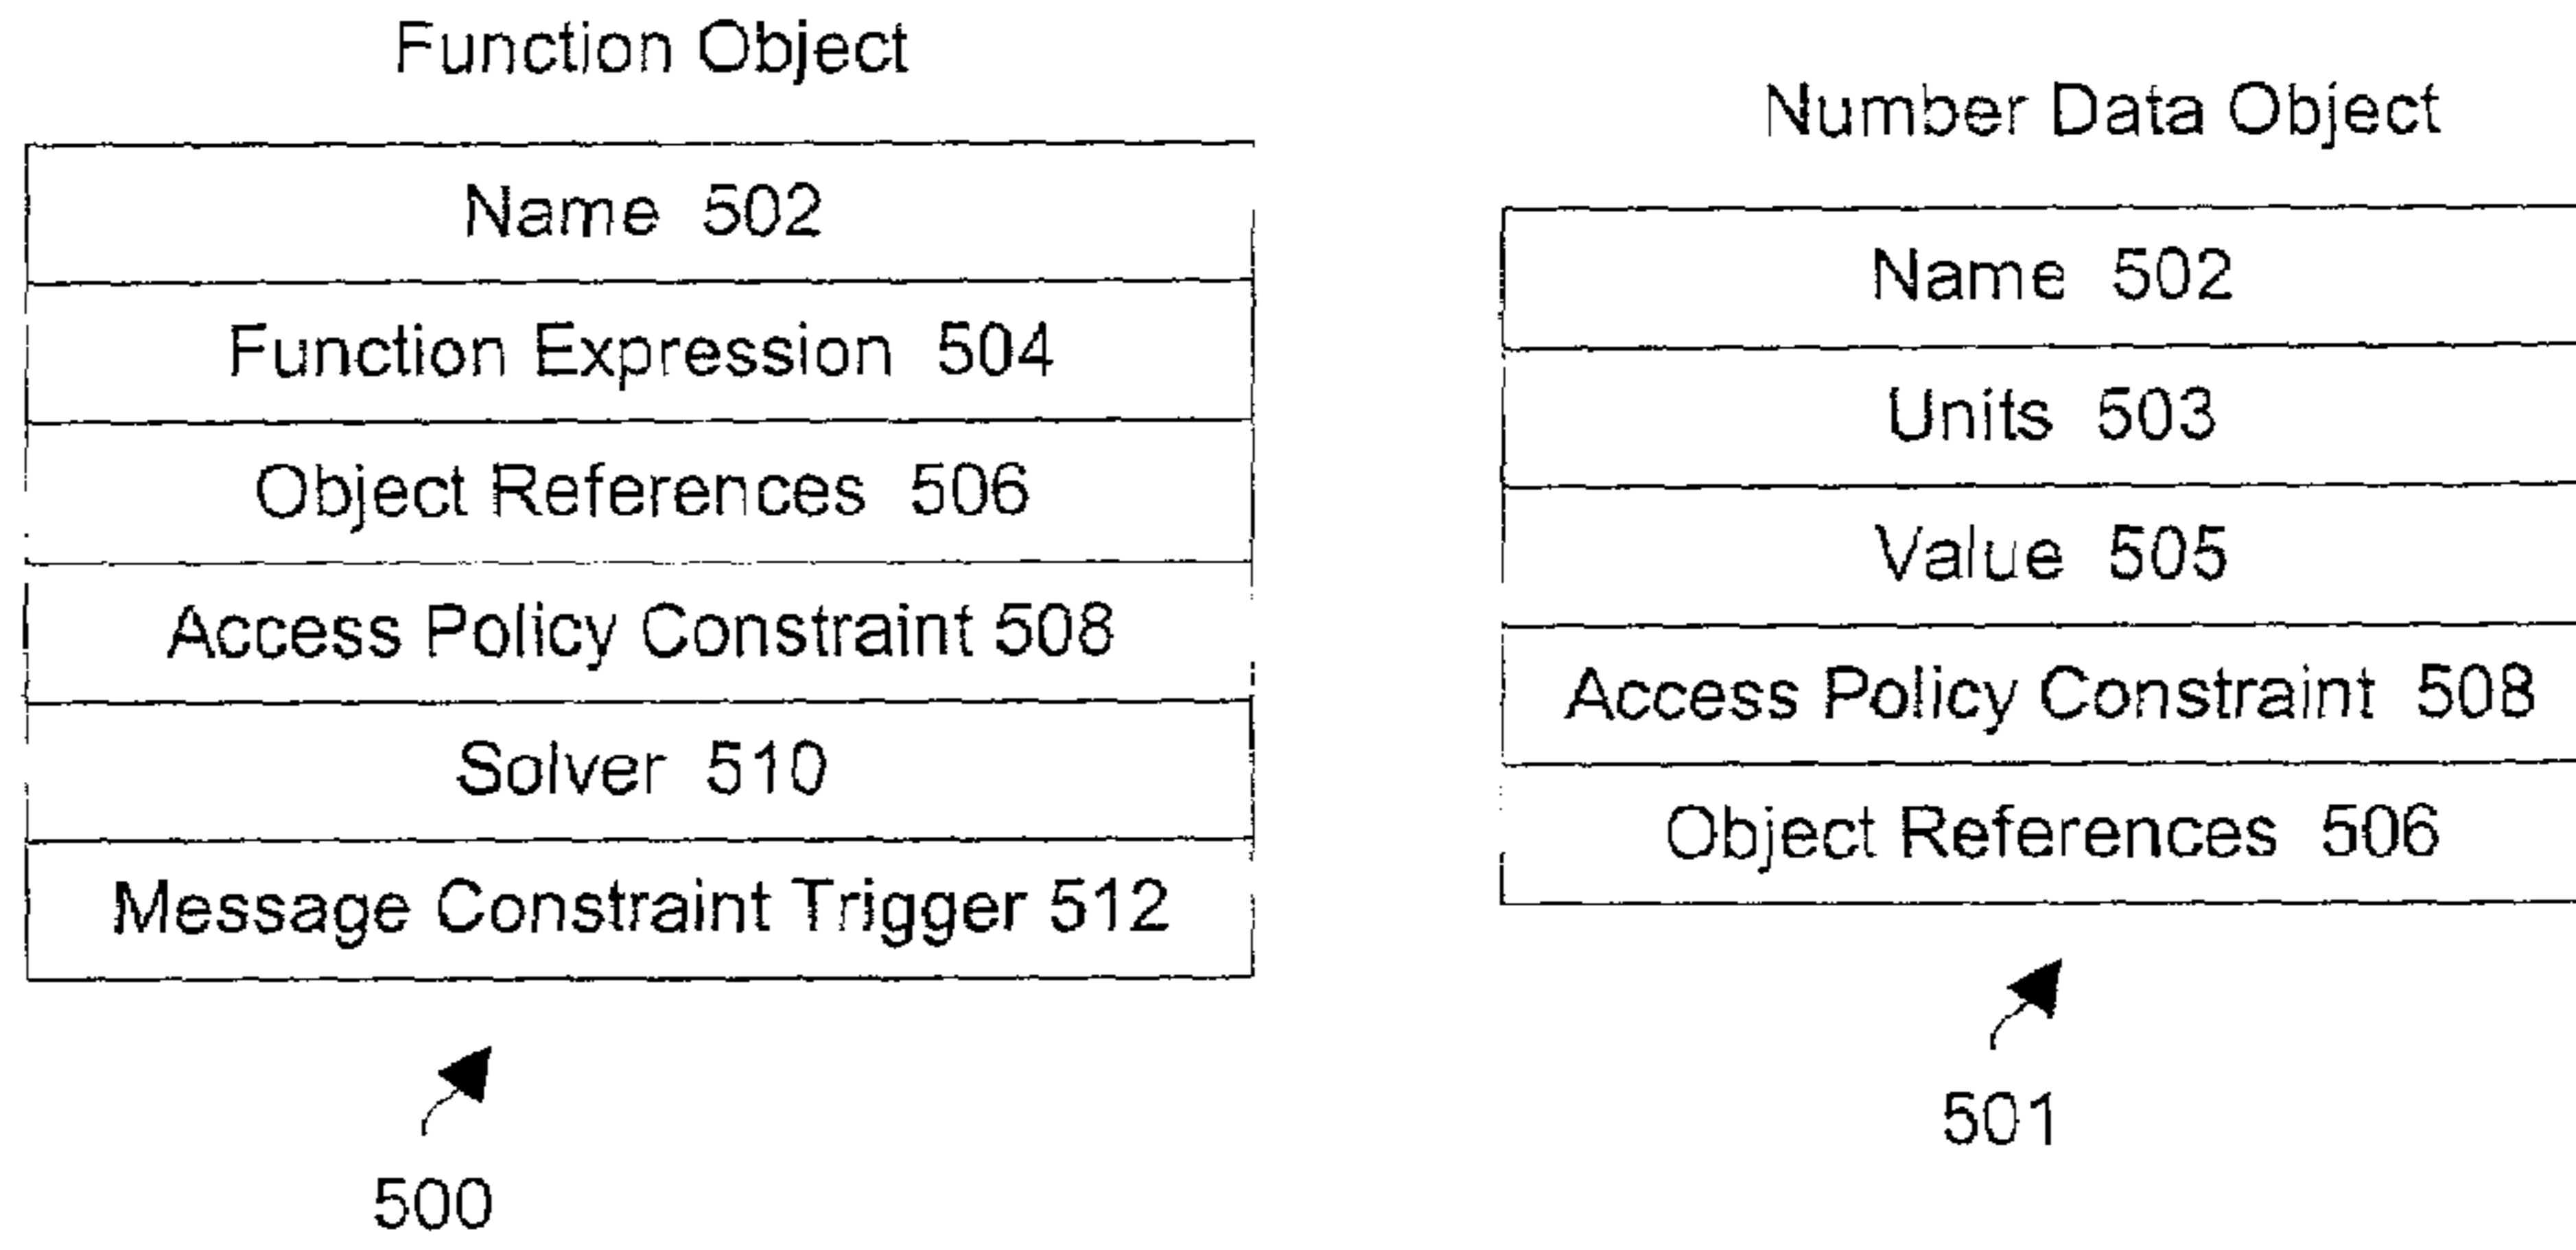 Function Object
Name 502
Function Expression 504
Object References 506
Access Policy Constraint 508
Solver 510
Message Constraint Trigger 512
500
Number Data Object
Name 502
Units 503
Value 505
Access Policy Constraint 508
Object References 506
501